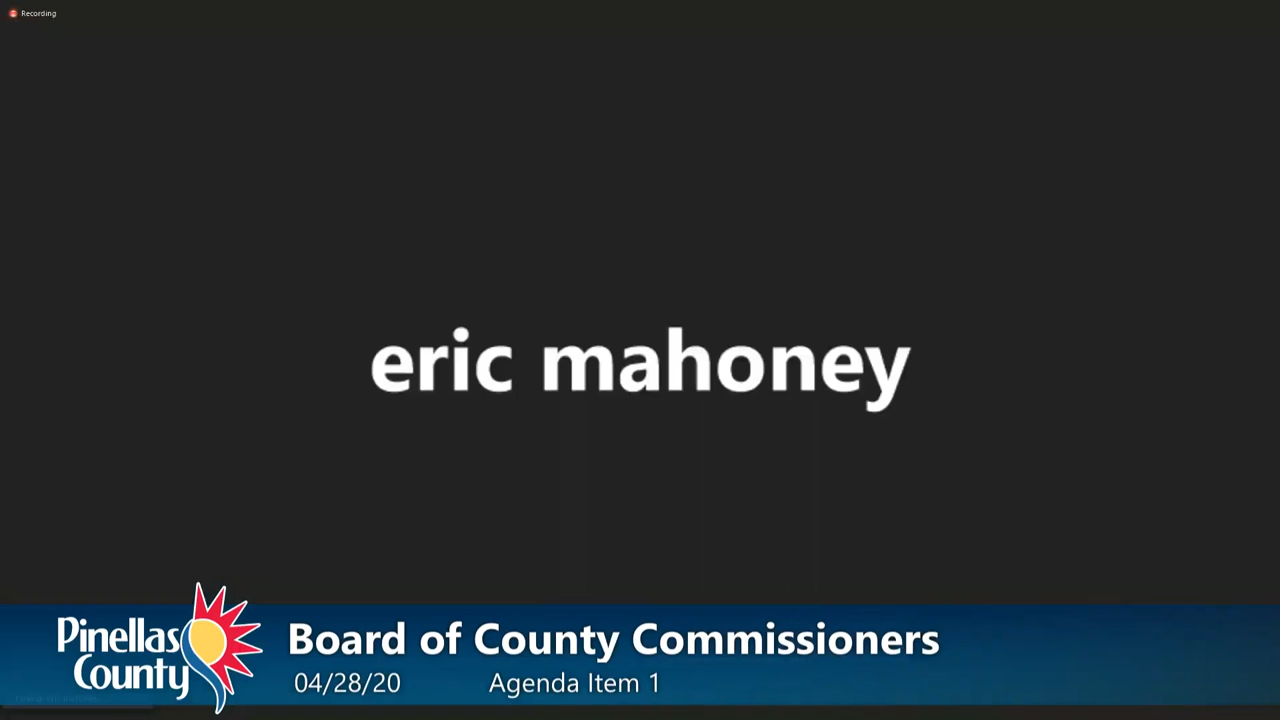 Recording
eric mahoney
Pinellas
County
Board of County Commissioners
04/28/20 Agenda Item 1